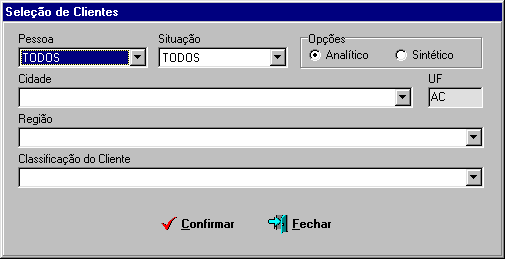 Seleção de Clientes
Pessoa Situação Opções
TODOS TODOS Analítico Sintético
Cidade UF
AC
Região
Classificação do Cliente
Confirmar Fechar